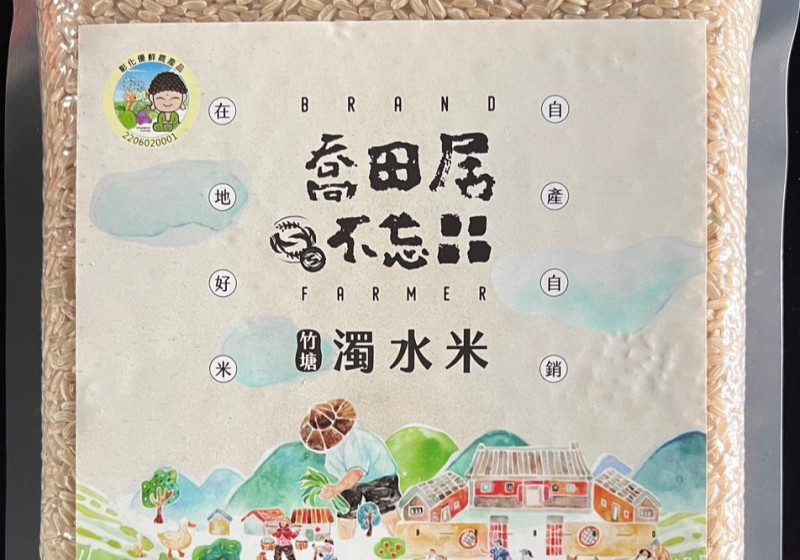 彰化優鮮農產品
2206020001
在地好米
BRAND
喬田居
不忘
FARMER
竹塘
濁水米
自產自銷